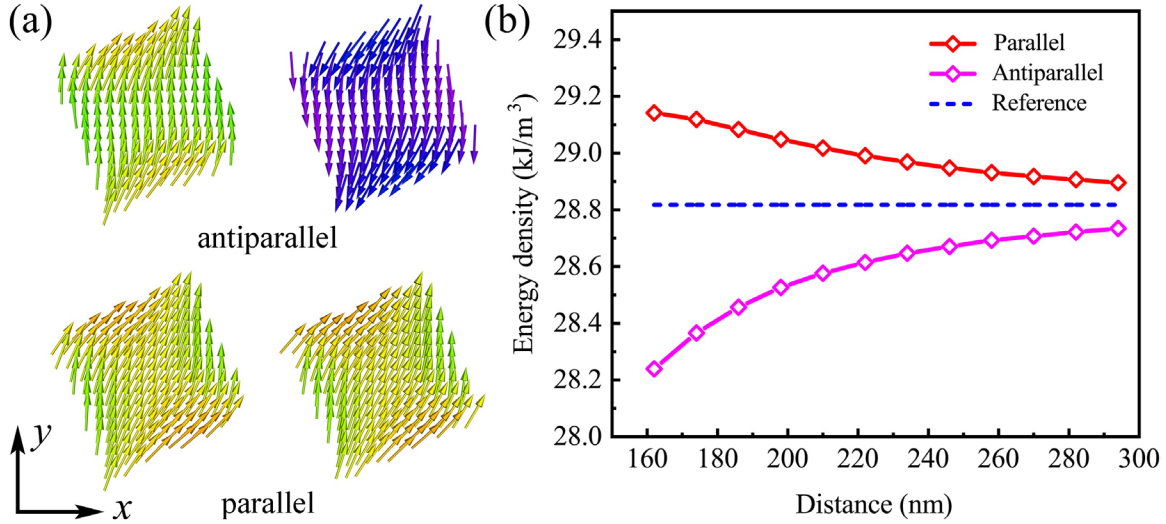 (a)
antiparallel
y
x
parallel
(b)
Energy density (kJ/m³)
29.4
29.2
29.0
28.8
28.6
28.4
28.2
28.0
Parallel
Antiparallel
Reference
160 180 200 220 240 260 280 300
Distance (nm)